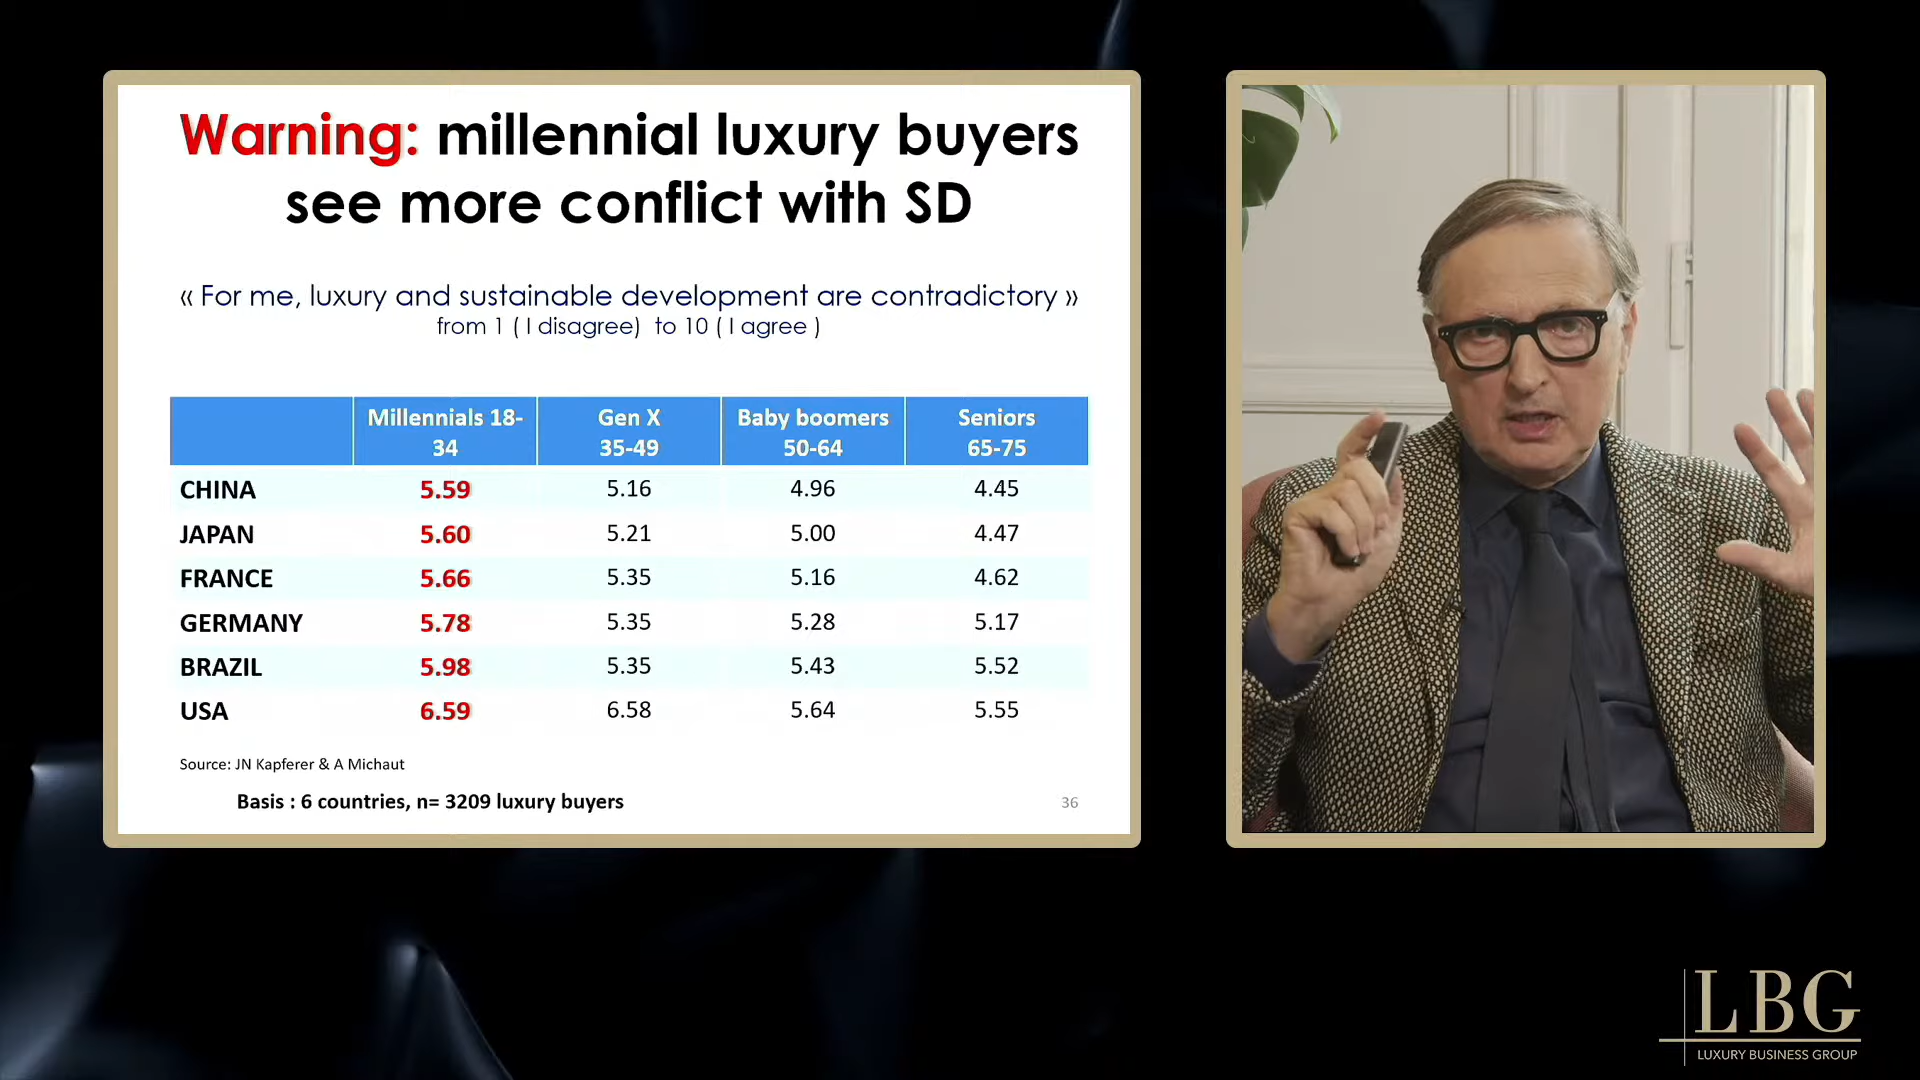 Warning: millennial luxury buyers
see more conflict with SD
« For me, luxury and sustainable development are contradictory »
from 1 ( I disagree)  to 10 ( I agree )
Millennials 18-
34
Gen X
35-49
Baby boomers
50-64
Seniors
65-75
CHINA 5.59 5.16 4.96 4.45
JAPAN 5.60 5.21 5.00 4.47
FRANCE 5.66 5.35 5.16 4.62
GERMANY 5.78 5.35 5.28 5.17
BRAZIL 5.98 5.35 5.43 5.52
USA 6.59 6.58 5.64 5.55
Source: JN Kapferer & A Michaut
Basis : 6 countries, n= 3209 luxury buyers
36
LBG
LUXURY BUSINESS GROUP